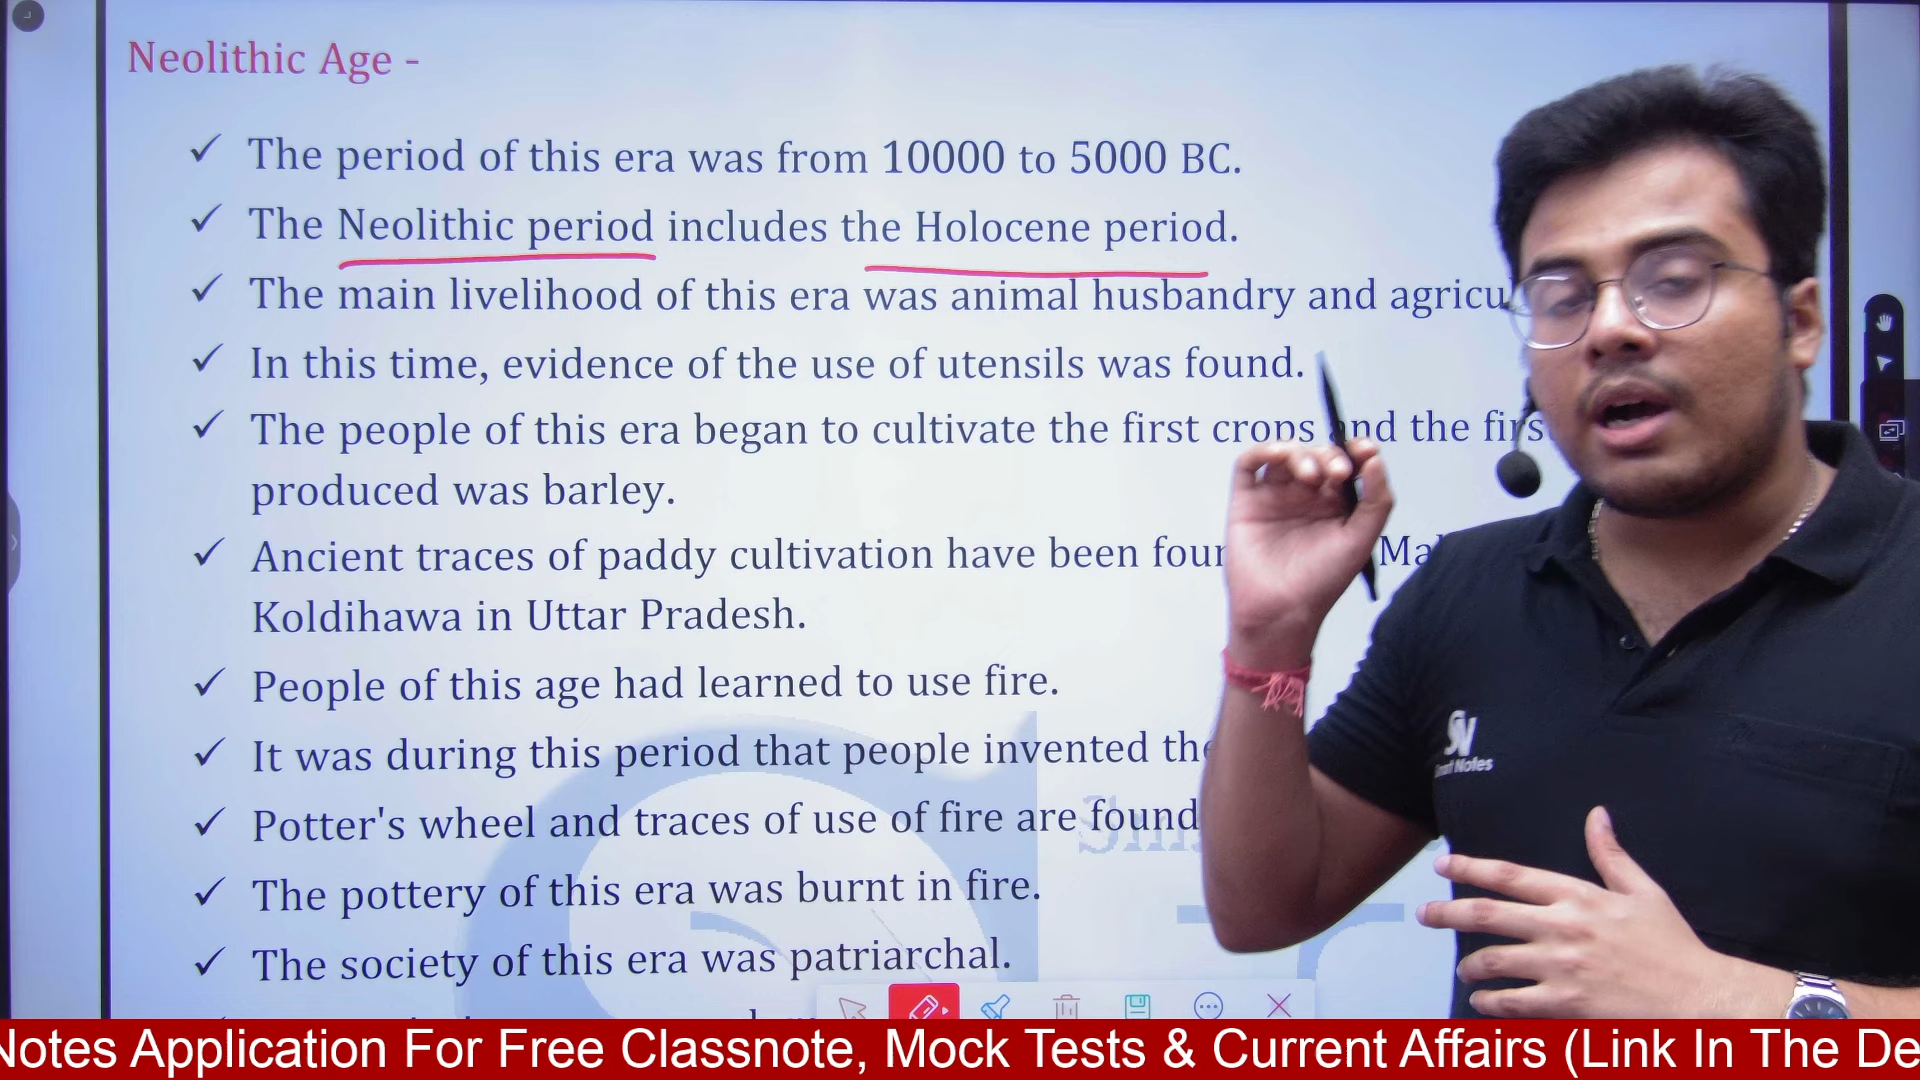 Neolithic Age -
✓ The period of this era was from 10000 to 5000 BC.
✓ The Neolithic period includes the Holocene period.
✓ The main livelihood of this era was animal husbandry and agricu
✓ In this time, evidence of the use of utensils was found.
✓ The people of this era began to cultivate the first crops and the firs
produced was barley.
✓ Ancient traces of paddy cultivation have been foun Mah
Koldihawa in Uttar Pradesh.
✓ People of this age had learned to use fire.
✓ It was during this period that people invented the
✓ Potter's wheel and traces of use of fire are found
✓ The pottery of this era was burnt in fire.
✓ The society of this era was patriarchal.
SN
Notes
Notes Application For Free Classnote, Mock Tests & Current Affairs (Link In The De